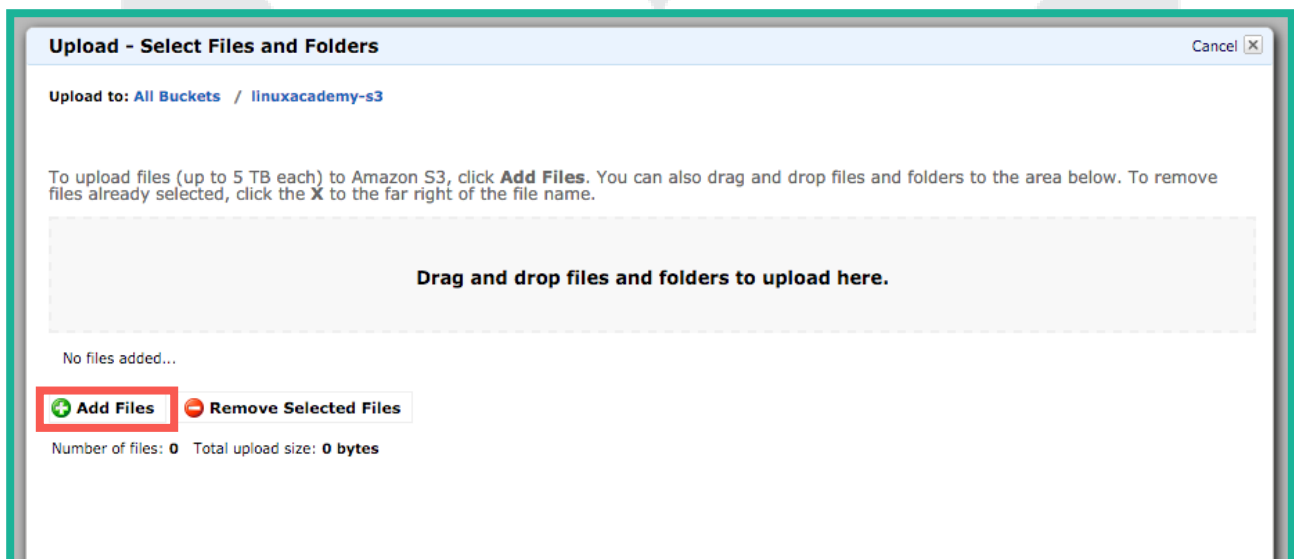 Upload - Select Files and Folders
Cancel
Upload to: All Buckets / linuxacademy-s3
To upload files (up to 5 TB each) to Amazon S3, click Add Files. You can also drag and drop files and folders to the area below. To remove
files already selected, click the X to the far right of the file name.
Drag and drop files and folders to upload here.
No files added...
Add Files Remove Selected Files
Number of files: 0 Total upload size: 0 bytes